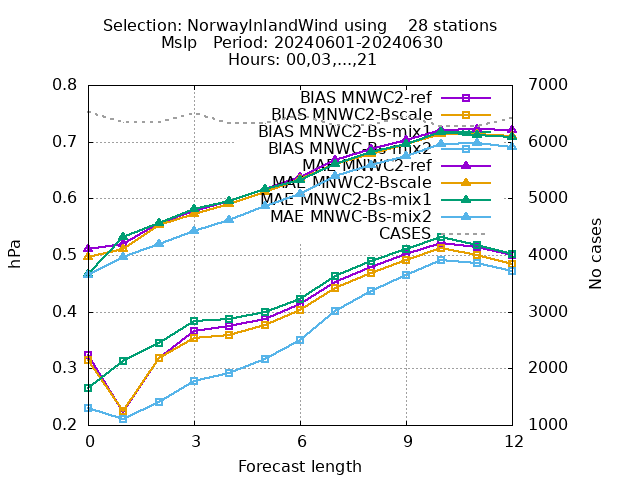 Selection: NorwayInlandWind using    28 stations
Mslp   Period: 20240601-20240630
Hours: 00,03,...,21
0.8
0.7
0.6
0.5
0.4
0.3
0.2
hPa
BIAS MNWC2-ref
BIAS MNWC2-Bscale
BIAS MNWC2-Bs-mix1
BIAS MNWC-Bs-mix2
MAE MNWC2-ref
MAE MNWC2-Bscale
MAE MNWC2-Bs-mix1
MAE MNWC-Bs-mix2
CASES
7000
6000
5000
4000
3000
2000
1000
No cases
0 3 6 9 12
Forecast length